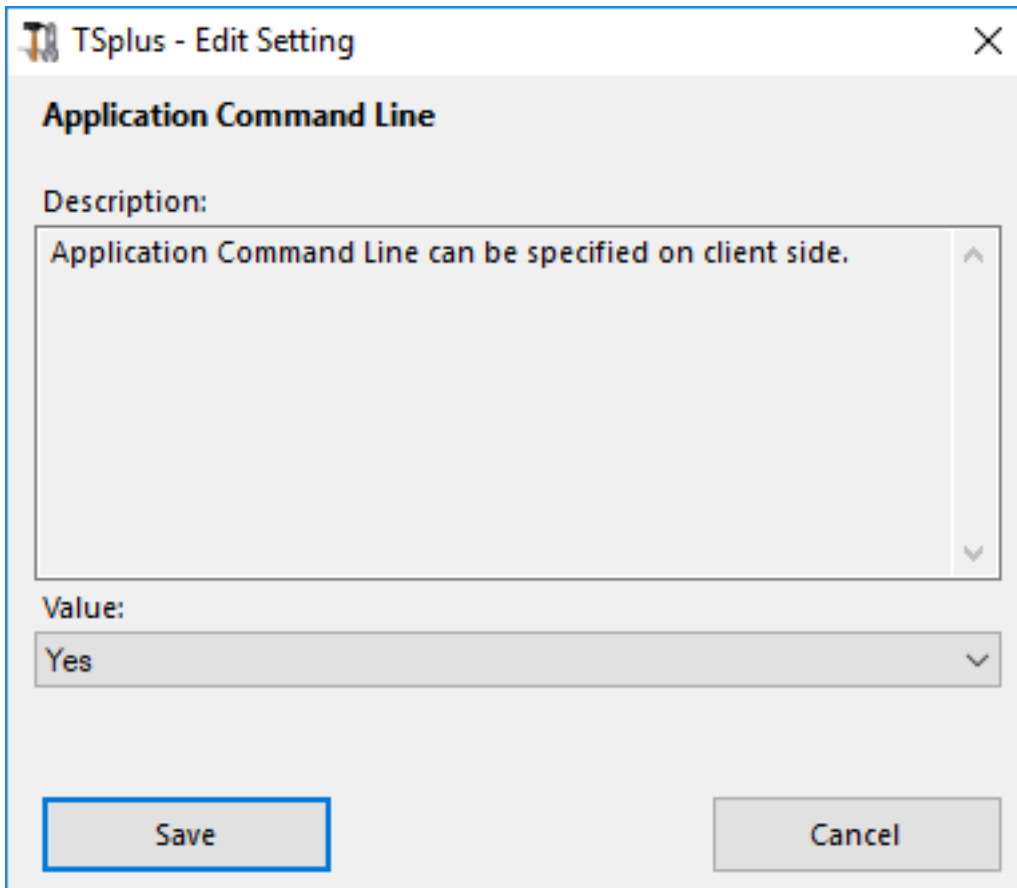 TSplus - Edit Setting
Application Command Line
Description:
Application Command Line can be specified on client side.
Value:
Yes
Save
Cancel